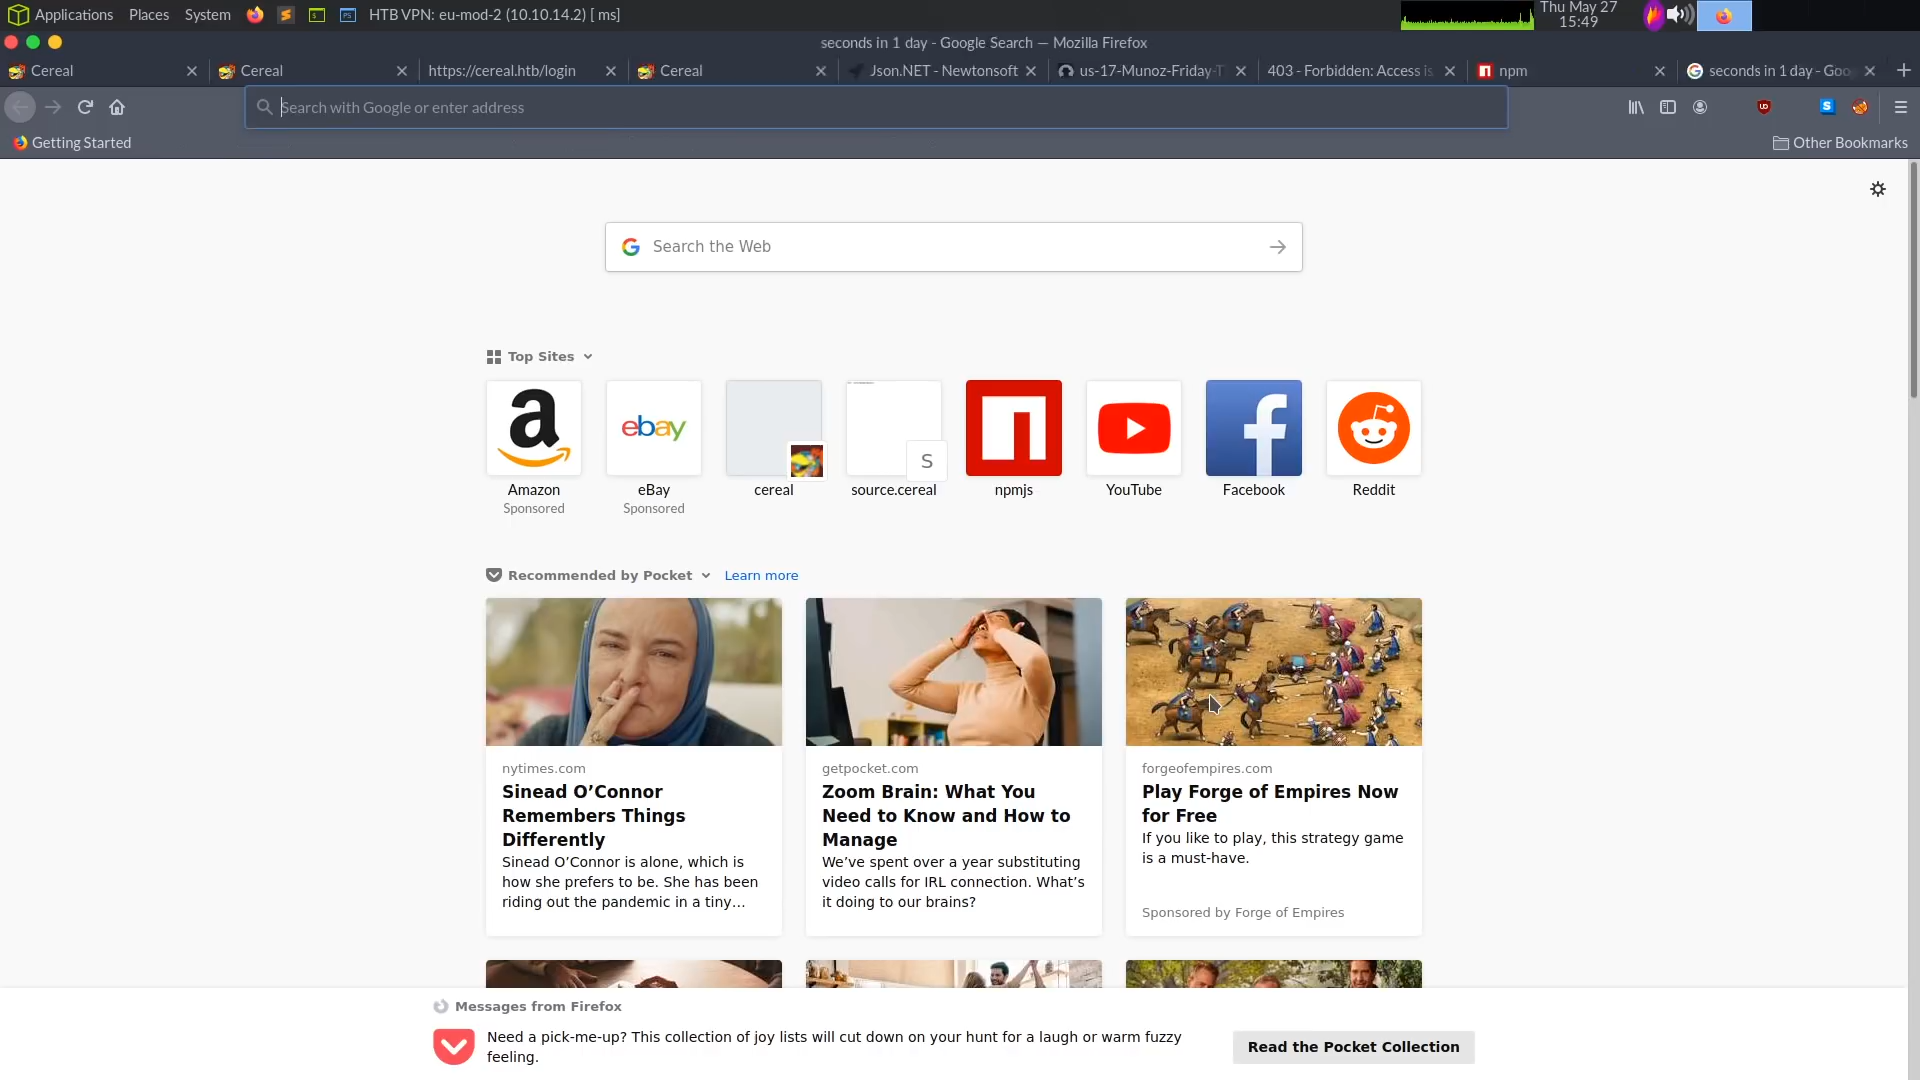 Applications Places System HTB VPN: eu-mod-2 (10.10.14.2) [ ms] Thu May 27
15:49
seconds in 1 day - Google Search — Mozilla Firefox
Cereal Cereal https://cereal.htb/login Cereal Json.NET - Newtonsoft us-17-Munoz-Friday-T 403 - Forbidden: Access is npm seconds in 1 day - Goo
Search with Google or enter address
Getting Started Other Bookmarks
Search the Web
Top Sites
a ebay S
Amazon eBay cereal source.cereal npmjs YouTube Facebook Reddit
Sponsored Sponsored
Recommended by Pocket Learn more
nytimes.com
Sinead O’Connor
Remembers Things
Differently
Sinead O’Connor is alone, which is
how she prefers to be. She has been
riding out the pandemic in a tiny…
getpocket.com
Zoom Brain: What You
Need to Know and How to
Manage
We’ve spent over a year substituting
video calls for IRL connection. What’s
it doing to our brains?
forgeofempires.com
Play Forge of Empires Now
for Free
If you like to play, this strategy game
is a must-have.
Sponsored by Forge of Empires
Messages from Firefox
Need a pick-me-up? This collection of joy lists will cut down on your hunt for a laugh or warm fuzzy
feeling.
Read the Pocket Collection